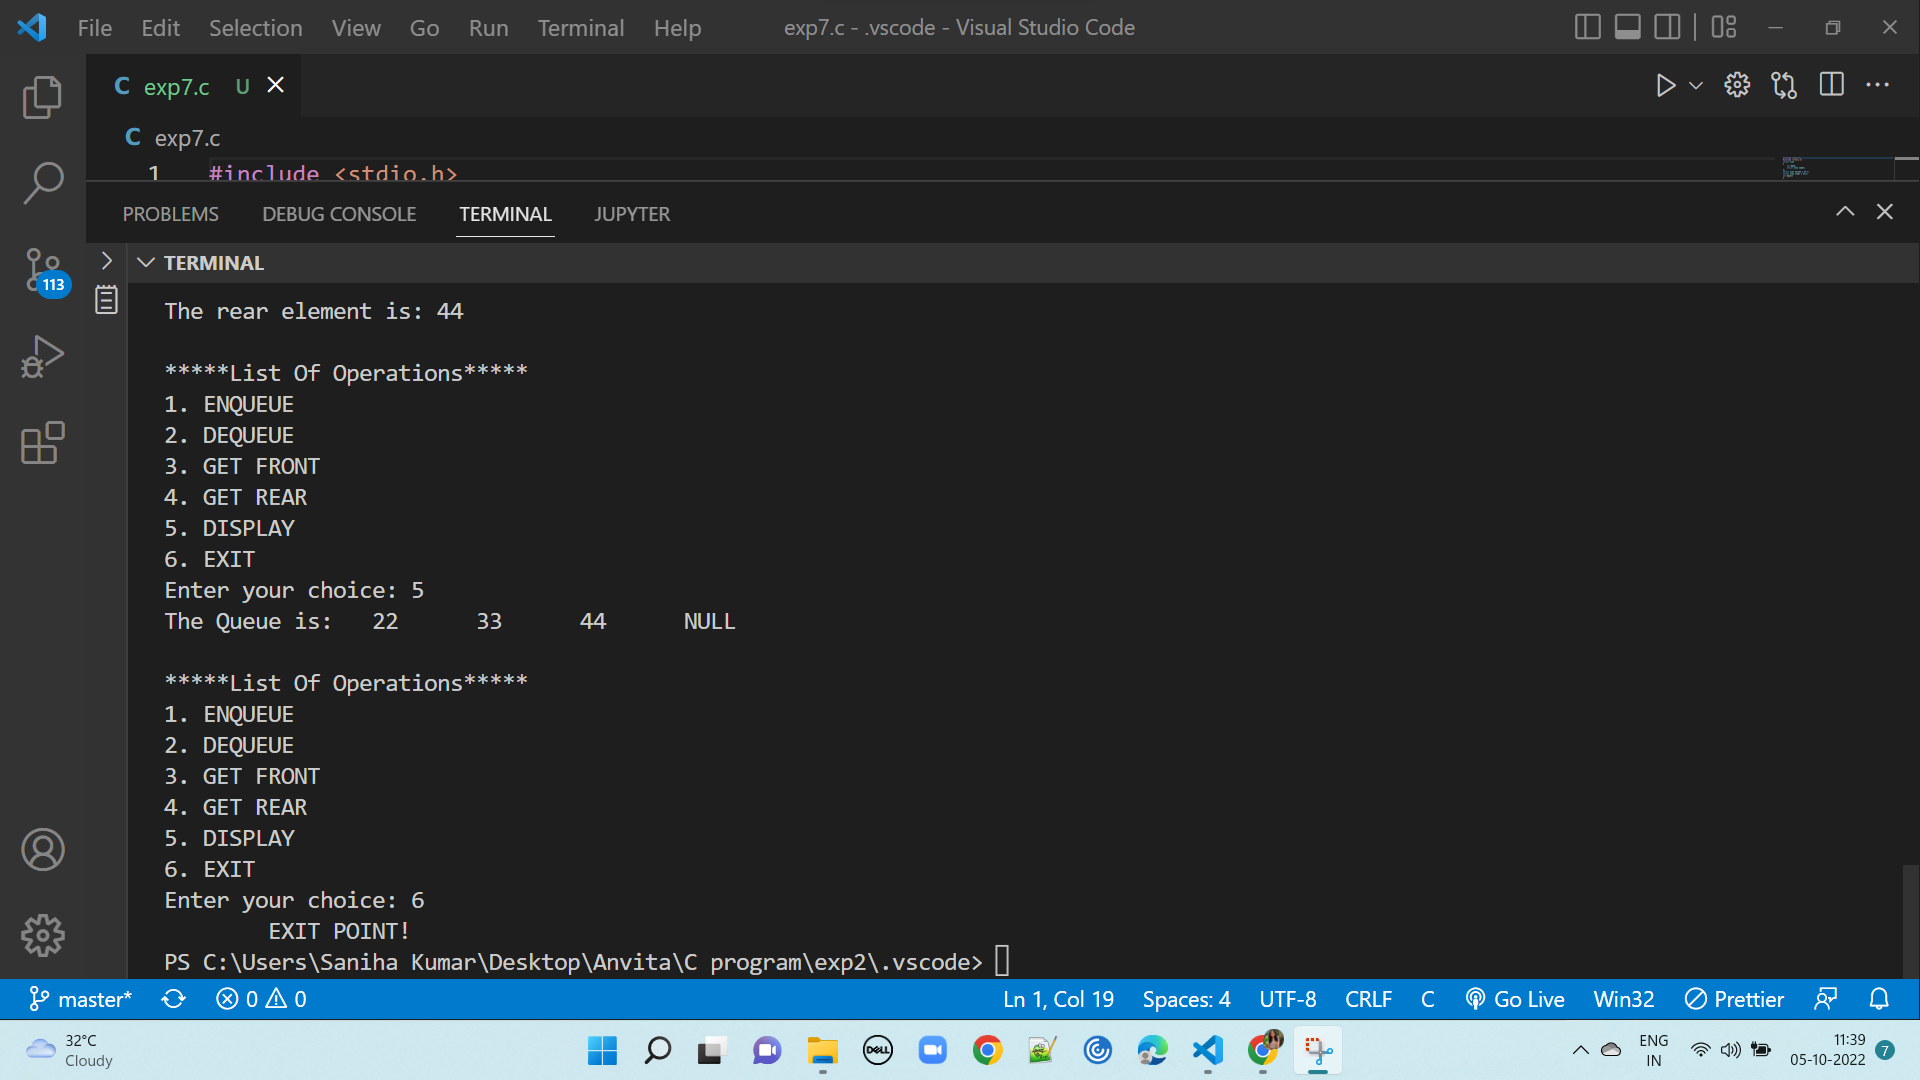 File Edit Selection View Go Run Terminal Help exp7.c - .vscode - Visual Studio Code
C exp7.c U
C exp7.c
1 #include <stdio.h>
PROBLEMS DEBUG CONSOLE TERMINAL JUPYTER
TERMINAL
113
The rear element is: 44
*****List Of Operations*****
1. ENQUEUE
2. DEQUEUE
3. GET FRONT
4. GET REAR
5. DISPLAY
6. EXIT
Enter your choice: 5
The Queue is: 22 33 44 NULL
*****List Of Operations*****
1. ENQUEUE
2. DEQUEUE
3. GET FRONT
4. GET REAR
5. DISPLAY
6. EXIT
Enter your choice: 6
EXIT POINT!
PS C:\Users\Saniha Kumar\Desktop\Anvita\C program\exp2\.vscode>
master* 0 0 Ln 1, Col 19 Spaces: 4 UTF-8 CRLF C Go Live Win32 Prettier
32°C
Cloudy
DELL
ENG
IN
11:39
05-10-2022
7